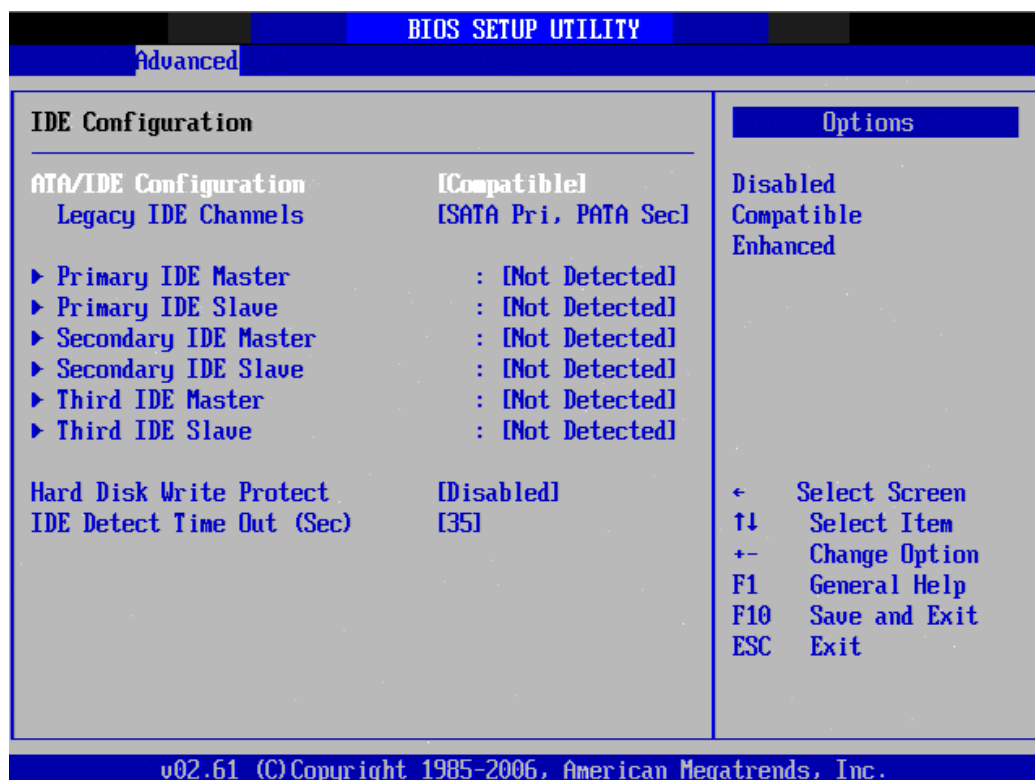 BIOS SETUP UTILITY
Advanced
IDE Configuration
ATA/IDE Configuration [Compatible]
Legacy IDE Channels [SATA Pri, PATA Sec]
► Primary IDE Master : [Not Detected]
► Primary IDE Slave : [Not Detected]
► Secondary IDE Master : [Not Detected]
► Secondary IDE Slave : [Not Detected]
► Third IDE Master : [Not Detected]
► Third IDE Slave : [Not Detected]
Hard Disk Write Protect [Disabled]
IDE Detect Time Out (Sec) [35]
Options
Disabled
Compatible
Enhanced
← Select Screen
↑↓ Select Item
+- Change Option
F1 General Help
F10 Save and Exit
ESC Exit
v02.61 (C)Copyright 1985-2006, American Megatrends, Inc.